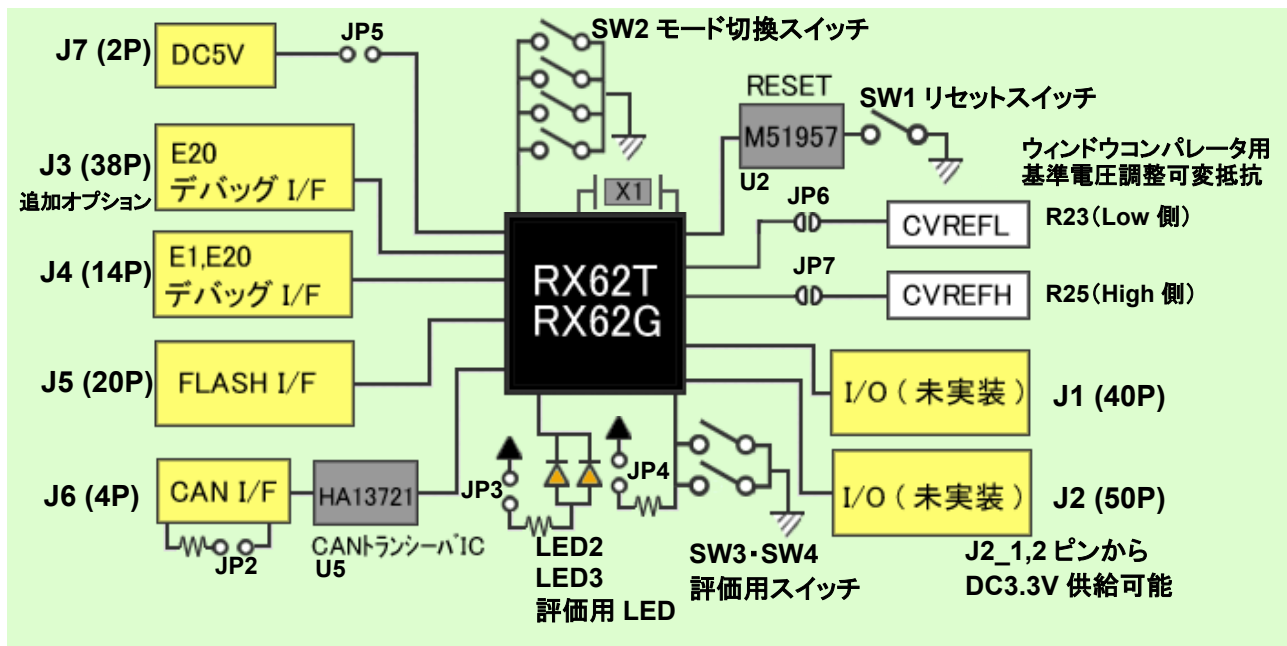 SW2 モード切換スイッチ
J7 (2P)
DC5V
JP5
RESET
SW1 リセットスイッチ
M51957
U2
ウィンドウコンパレータ用
基準電圧調整可変抵抗
J3 (38P)
追加オプション
E20
デバッグ I/F
X1
JP6
CVREFL
R23(Low 側)
J4 (14P)
E1,E20
デバッグ I/F
RX62T
RX62G
JP7
CVREFH
R25(High 側)
J5 (20P)
FLASH I/F
I/O ( 未実装 )
J1 (40P)
J6 (4P)
CAN I/F
HA13721
JP3
JP4
I/O ( 未実装 )
J2 (50P)
JP2
CANトランシーバIC
U5
LED2
LED3
評価用 LED
SW3・SW4
評価用スイッチ
J2_1,2 ピンから
DC3.3V 供給可能